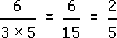 6/(3 × 5) = 6/15 = 2/5